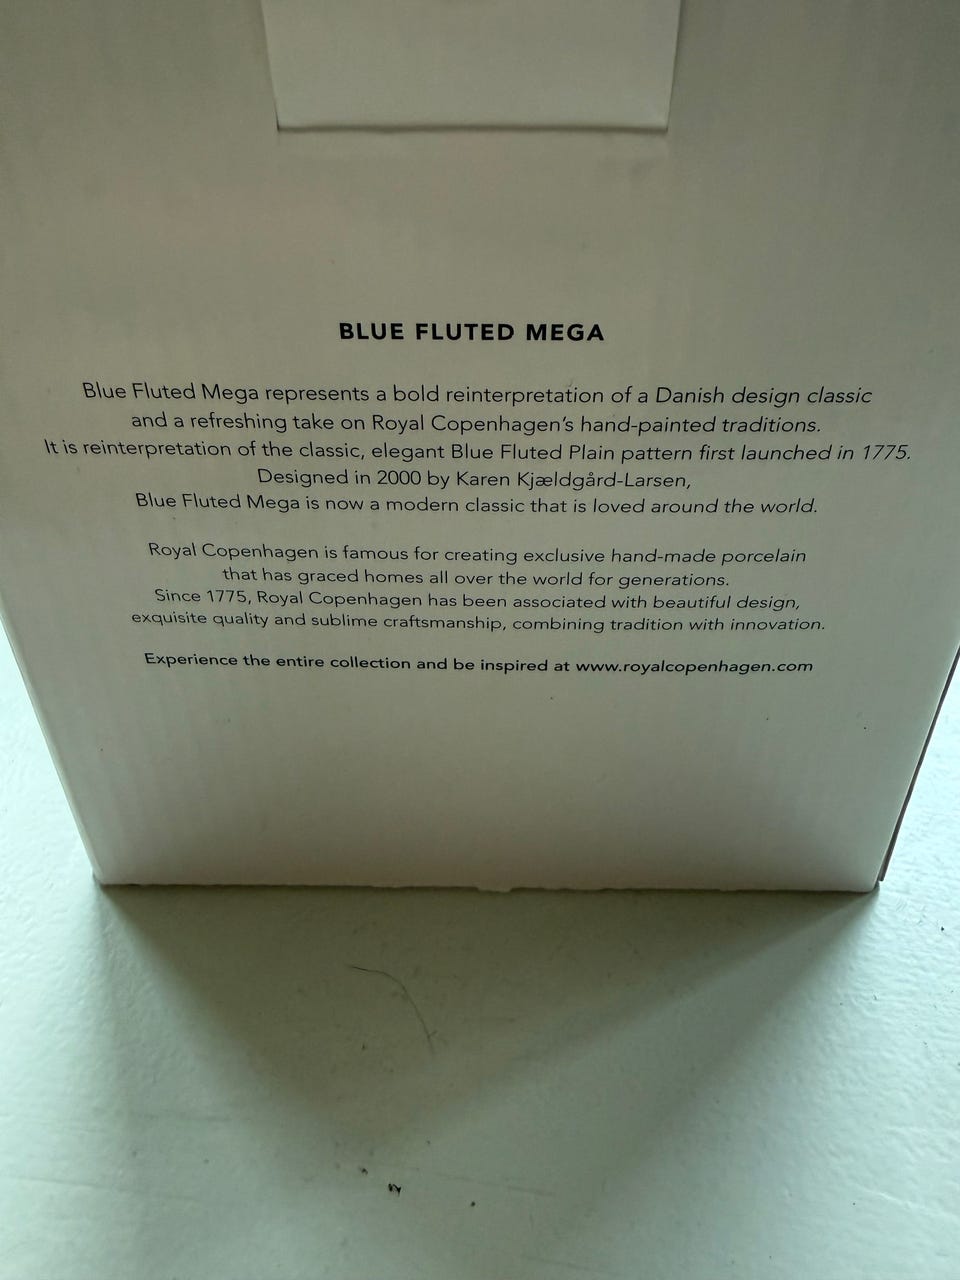 BLUE FLUTED MEGA
Blue Fluted Mega represents a bold reinterpretation of a Danish design classic
and a refreshing take on Royal Copenhagen's hand-painted traditions.
It is reinterpretation of the classic, elegant Blue Fluted Plain pattern first launched in 1775.
Designed in 2000 by Karen Kjældgård-Larsen,
Blue Fluted Mega is now a modern classic that is loved around the world.
Royal Copenhagen is famous for creating exclusive hand-made porcelain
that has graced homes all over the world for generations.
Since 1775, Royal Copenhagen has been associated with beautiful design,
exquisite quality and sublime craftsmanship, combining tradition with innovation.
Experience the entire collection and be inspired at www.royalcopenhagen.com